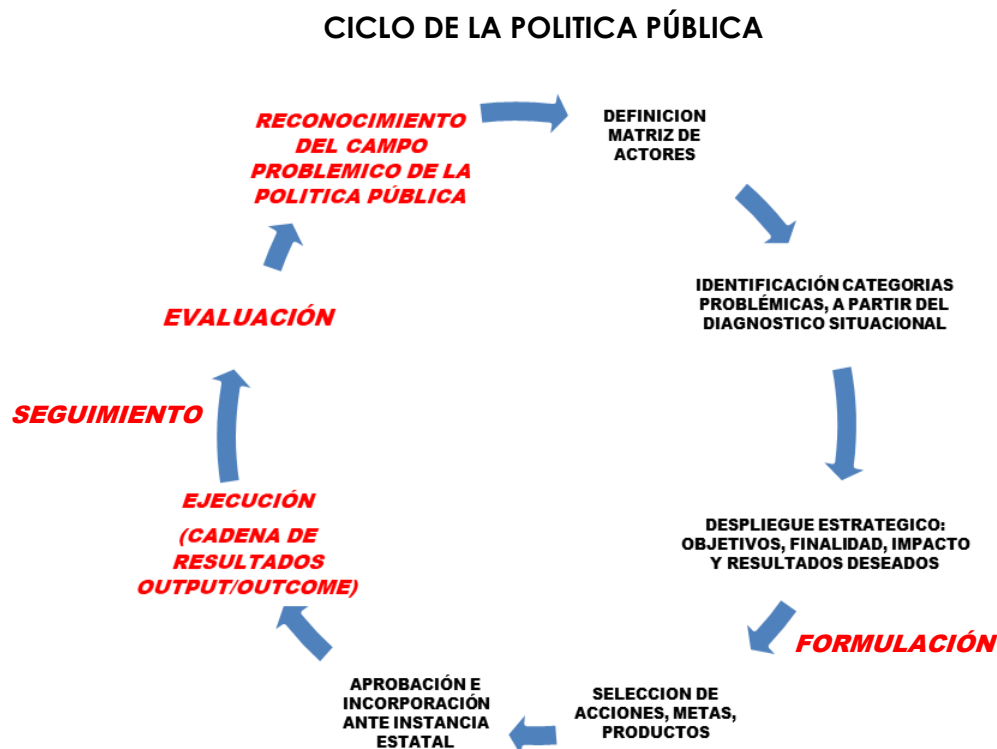 CICLO DE LA POLITICA PÚBLICA
RECONOCIMIENTO
DEL CAMPO
PROBLEMICO DE LA
POLITICA PÚBLICA
DEFINICION
MATRIZ DE
ACTORES
IDENTIFICACIÓN CATEGORIAS
PROBLÉMICAS, A PARTIR DEL
DIAGNOSTICO SITUACIONAL
DESPLIEGUE ESTRATEGICO:
OBJETIVOS, FINALIDAD, IMPACTO
Y RESULTADOS DESEADOS
FORMULACIÓN
SELECCION DE
ACCIONES, METAS,
PRODUCTOS
APROBACIÓN E
INCORPORACIÓN
ANTE INSTANCIA
ESTATAL
EJECUCIÓN
(CADENA DE
RESULTADOS
OUTPUT/OUTCOME)
SEGUIMIENTO
EVALUACIÓN